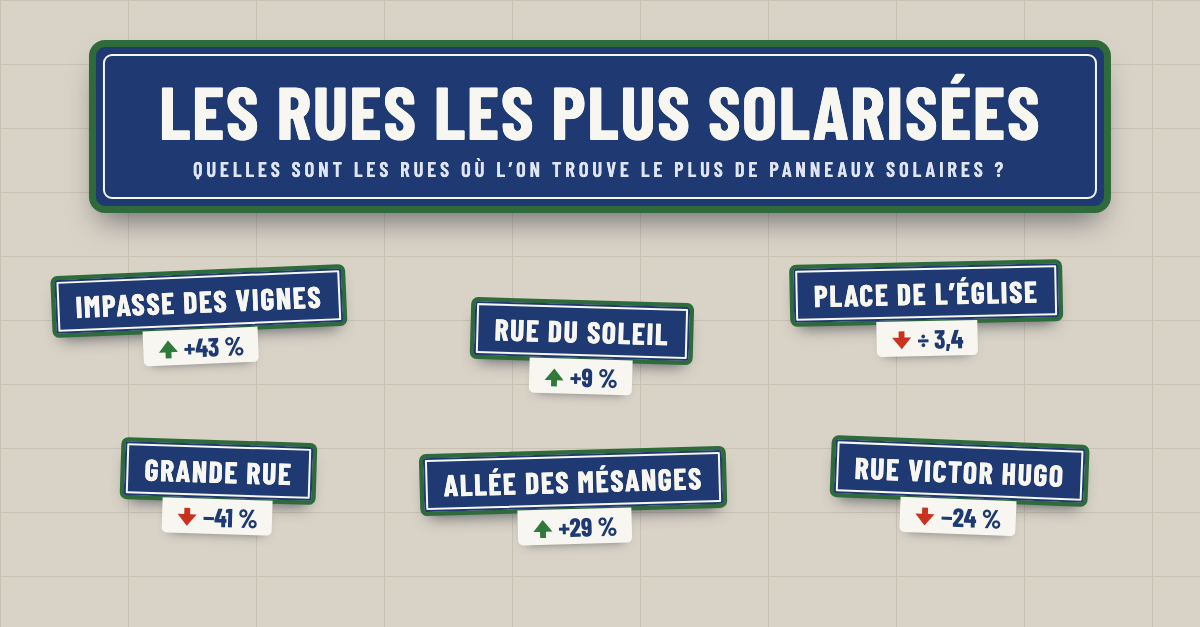 LES RUES LES PLUS SOLARISÉES
QUELLES SONT LES RUES OÙ L’ON TROUVE LE PLUS DE PANNEAUX SOLAIRES ?
IMPASSE DES VIGNES
+43 %
RUE DU SOLEIL
+9 %
PLACE DE L’ÉGLISE
÷ 3,4
GRANDE RUE
−41 %
ALLÉE DES MÉSANGES
+29 %
RUE VICTOR HUGO
−24 %